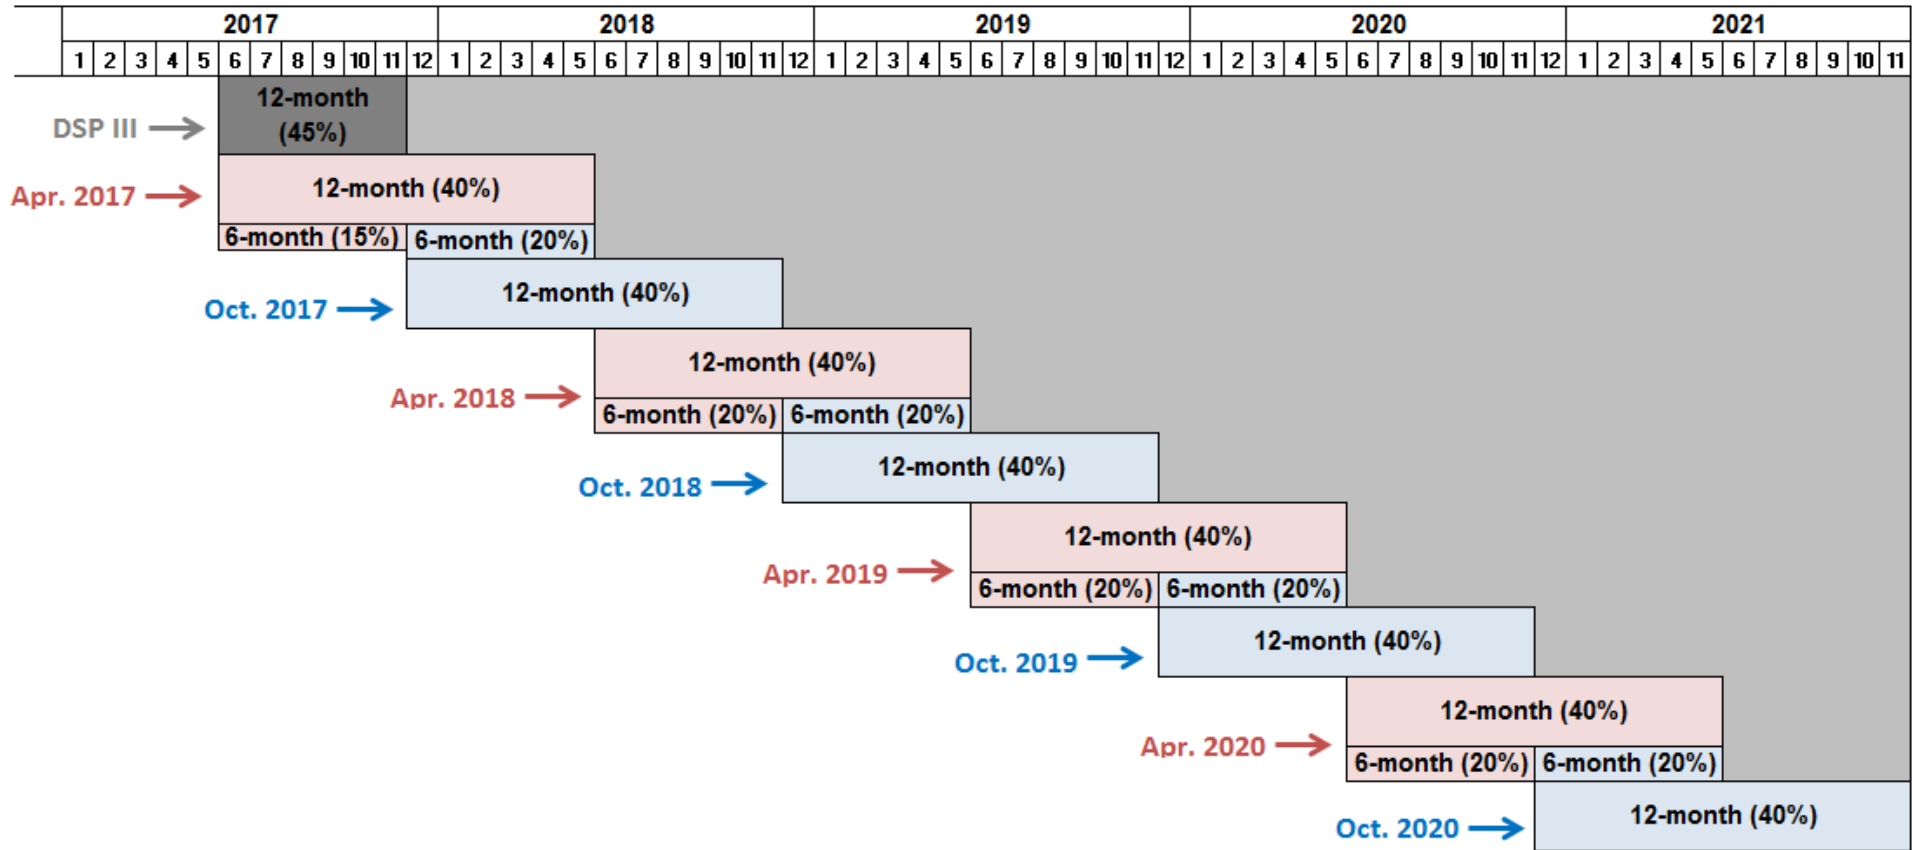 2017 2018 2019 2020 2021
1 2 3 4 5 6 7 8 9 10 11 12 1 2 3 4 5 6 7 8 9 10 11 12 1 2 3 4 5 6 7 8 9 10 11 12 1 2 3 4 5 6 7 8 9 10 11 12 1 2 3 4 5 6 7 8 9 10 11
12-month
(45%)
DSP III
12-month (40%)
Apr. 2017
6-month (15%) 6-month (20%)
12-month (40%)
Oct. 2017
12-month (40%)
Apr. 2018
6-month (20%) 6-month (20%)
12-month (40%)
Oct. 2018
12-month (40%)
Apr. 2019
6-month (20%) 6-month (20%)
12-month (40%)
Oct. 2019
12-month (40%)
Apr. 2020
6-month (20%) 6-month (20%)
12-month (40%)
Oct. 2020